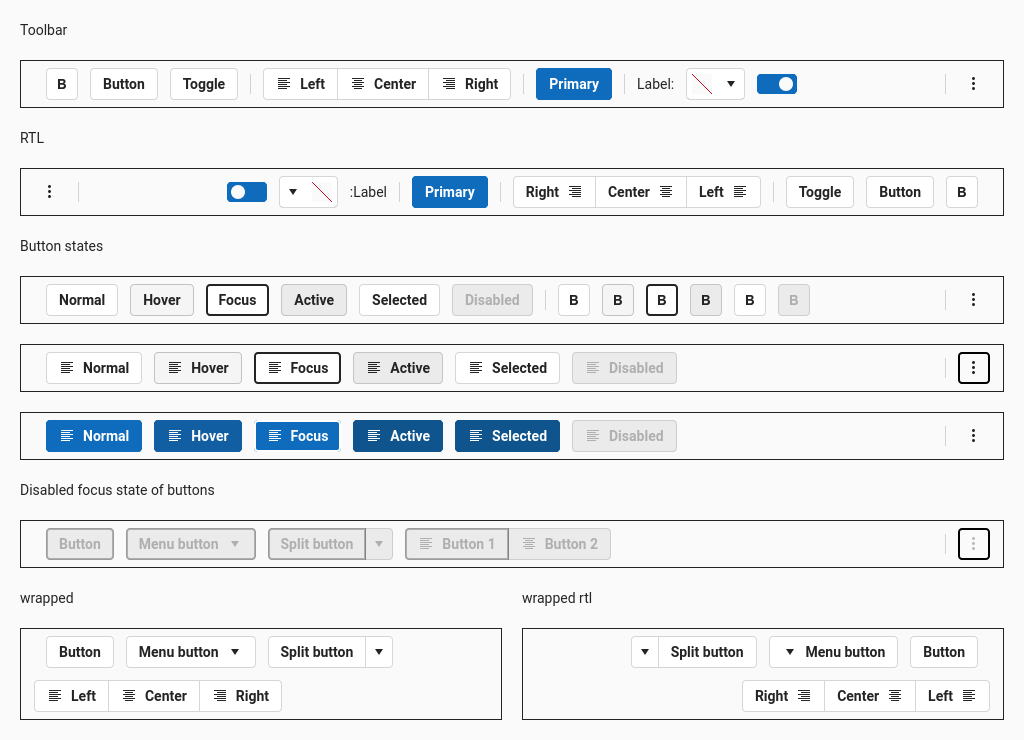 Toolbar
B Button Toggle Left Center Right Primary Label:
RTL
:Label Primary Right Center Left Toggle Button B
Button states
Normal Hover Focus Active Selected Disabled B B B B B B
Normal Hover Focus Active Selected Disabled
Normal Hover Focus Active Selected Disabled
Disabled focus state of buttons
Button Menu button Split button Button 1 Button 2
wrapped
Button Menu button Split button
Left Center Right
wrapped rtl
Split button Menu button Button
Right Center Left